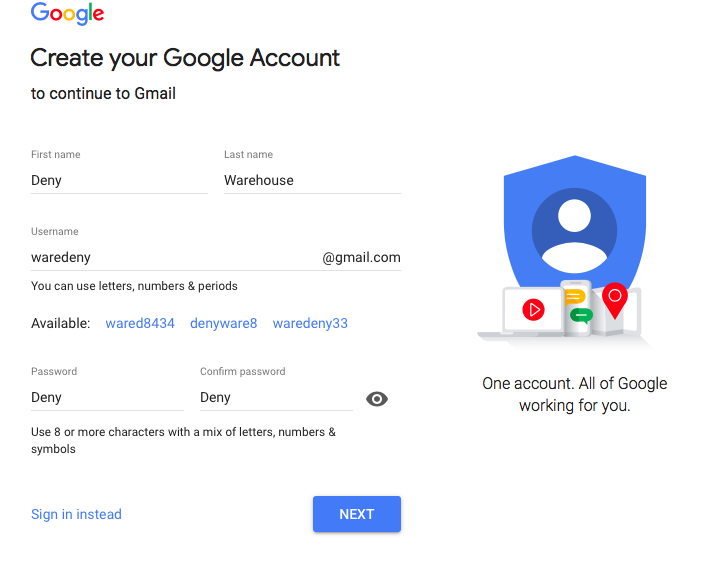 Google
Create your Google Account
to continue to Gmail
First name
Last name
Deny
Warehouse
Username
waredeny @gmail.com
You can use letters, numbers & periods
Available: wared8434 denyware8 waredeny33
Password
Confirm password
Deny
Deny
Use 8 or more characters with a mix of letters, numbers &
symbols
Sign in instead
NEXT
One account. All of Google
working for you.